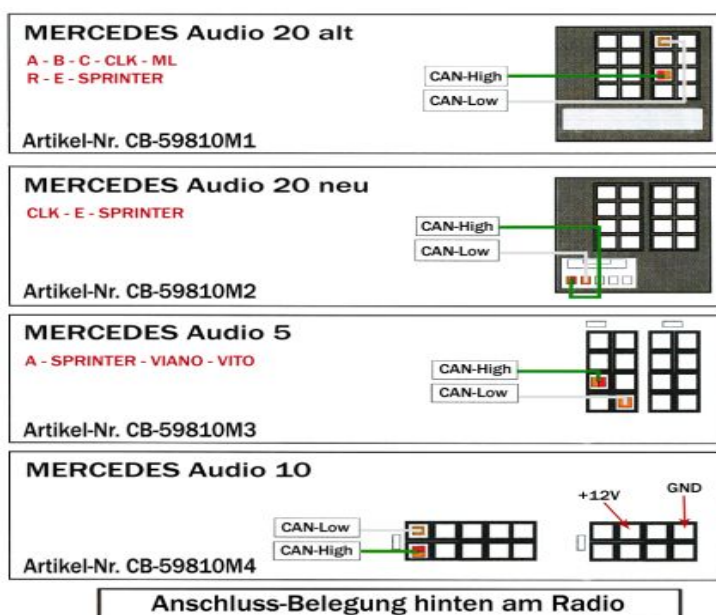 MERCEDES Audio 20 alt
A - B - C - CLK - ML
R - E - SPRINTER
CAN-High
CAN-Low
Artikel-Nr. CB-59810M1
MERCEDES Audio 20 neu
CLK - E - SPRINTER
CAN-High
CAN-Low
Artikel-Nr. CB-59810M2
MERCEDES Audio 5
A - SPRINTER - VIANO - VITO
CAN-High
CAN-Low
Artikel-Nr. CB-59810M3
MERCEDES Audio 10
+12V
GND
CAN-Low
CAN-High
Artikel-Nr. CB-59810M4
Anschluss-Belegung hinten am Radio